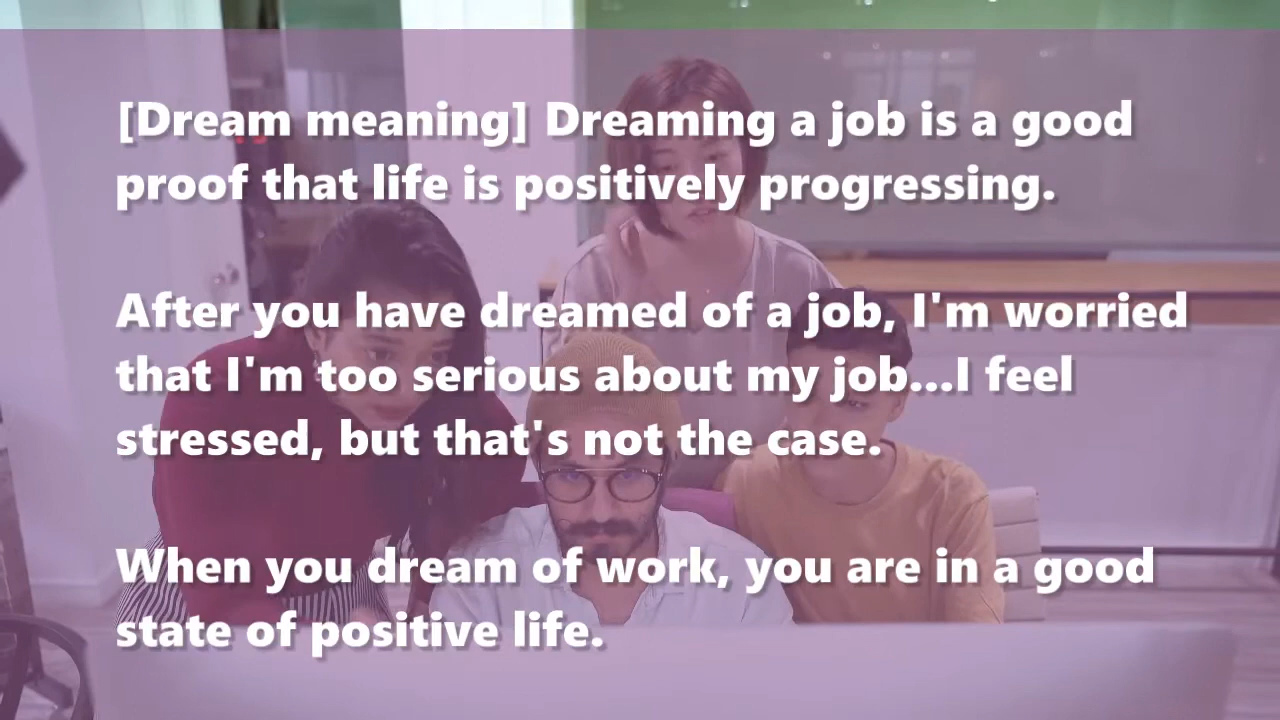 [Dream meaning] Dreaming a job is a good
proof that life is positively progressing.
After you have dreamed of a job, I'm worried
that I'm too serious about my job...I feel
stressed, but that's not the case.
When you dream of work, you are in a good
state of positive life.